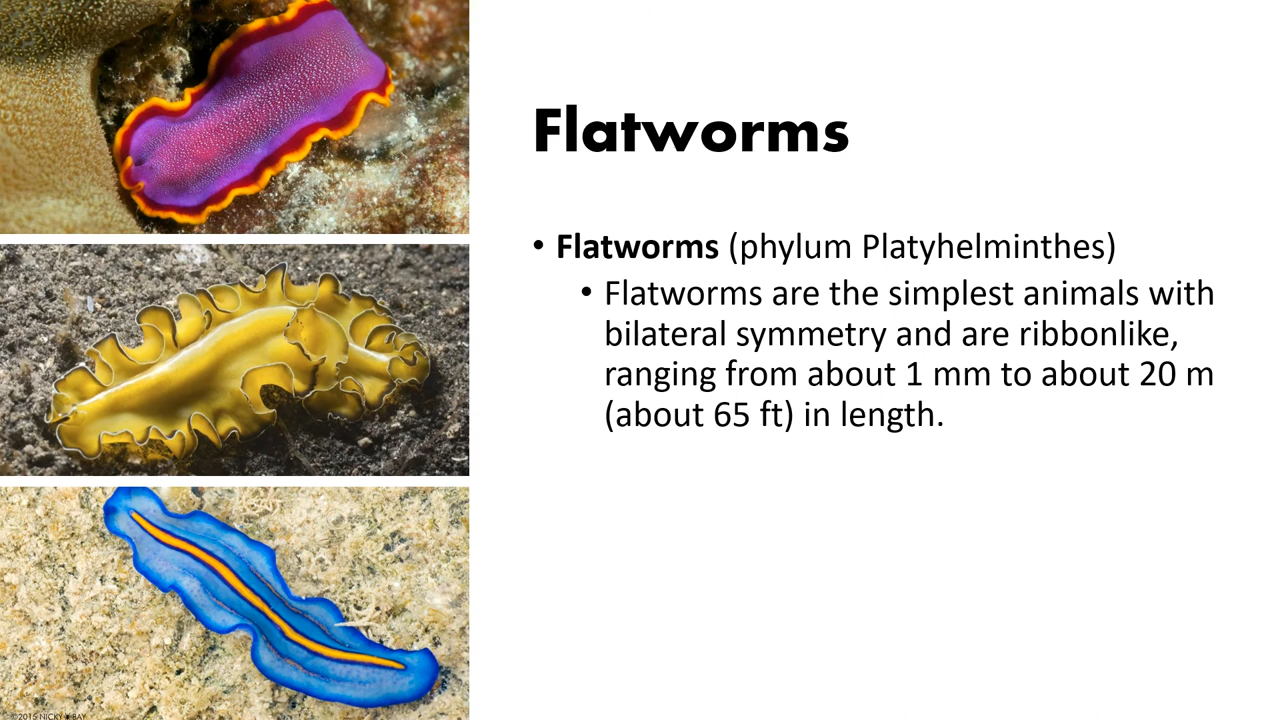 Flatworms
• Flatworms (phylum Platyhelminthes)
• Flatworms are the simplest animals with
bilateral symmetry and are ribbonlike,
ranging from about 1 mm to about 20 m
(about 65 ft) in length.
©2015 NICKY BAY